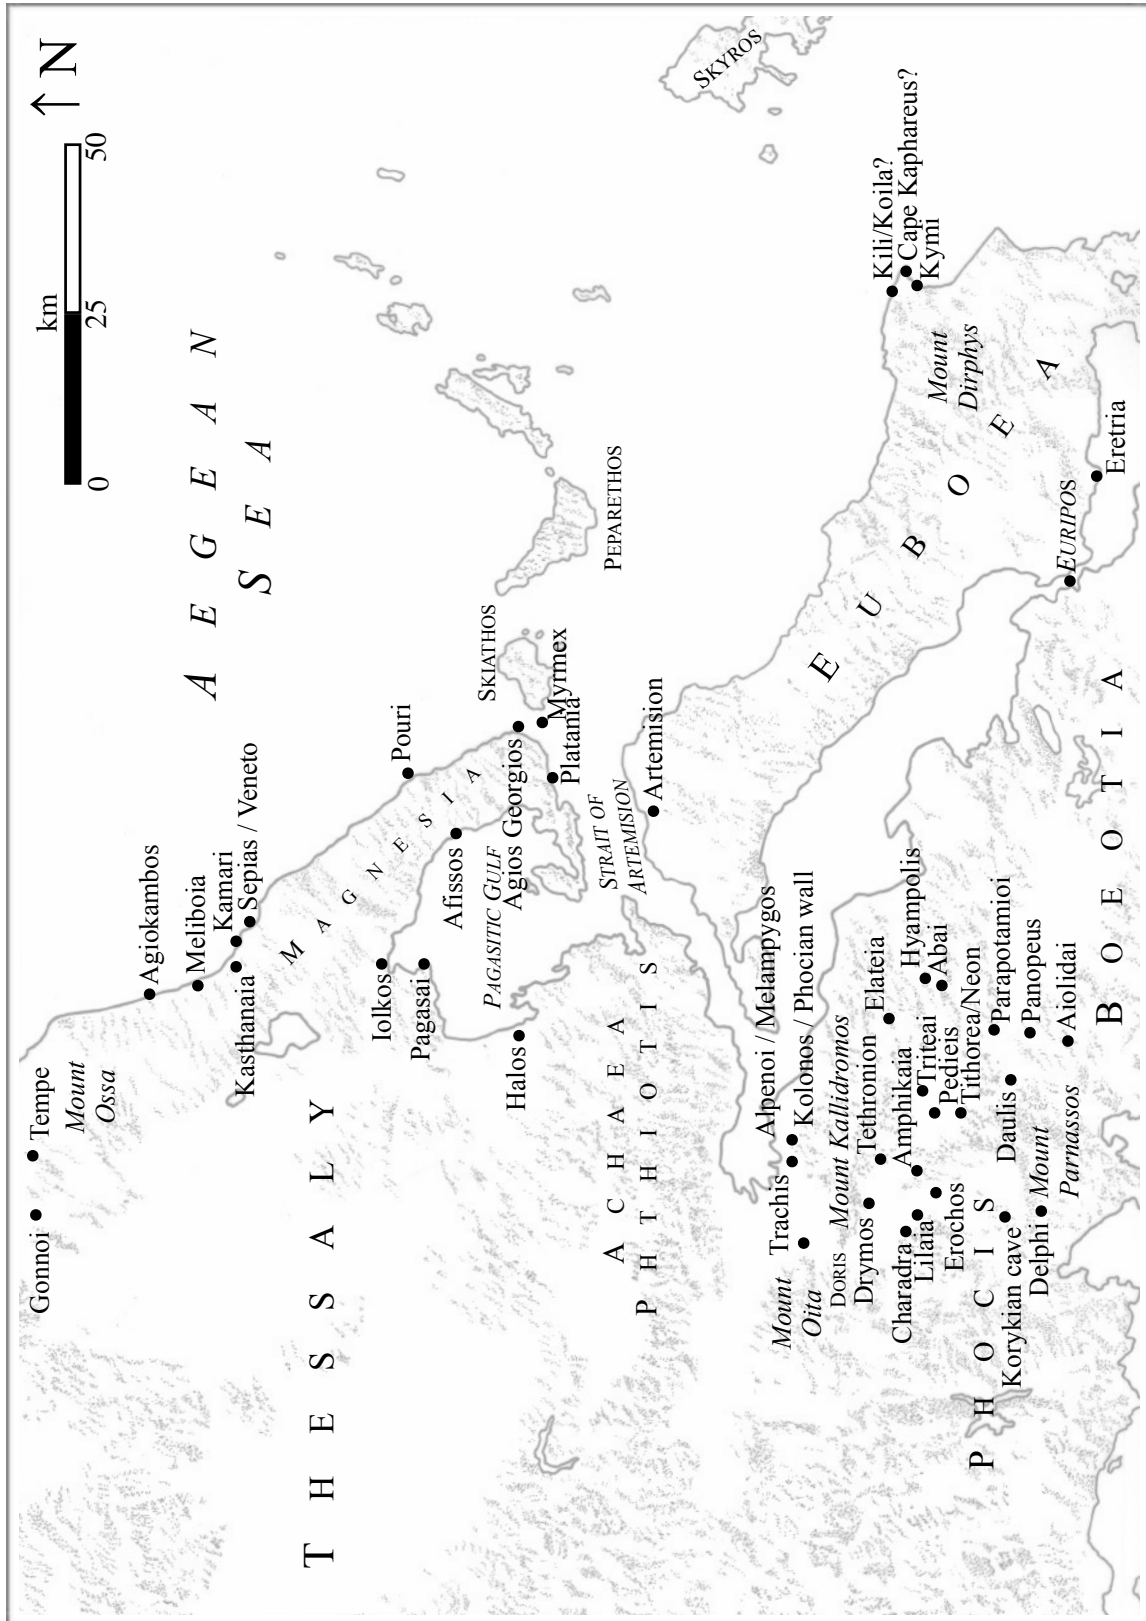 N
km
0 25 50
AEGEAN
SEA
Gonnoi
Tempe
Mount
Ossa
Agiokambos
Meliboia
Kamari
Kasthanaia
Sepias / Veneto
THESSALY
MAGNESIA
Iolkos
Pouri
Pagasai
Afissos
PAGASITIC GULF
Halos
Agios Georgios
SKIATHOS
Myrmex
Platania
PEPARETHOS
SKYROS
STRAIT OF
ARTEMISION
Artemision
ACHAEA
PHTHIOTIS
Alpenoi / Melampygos
Kolonos / Phocian wall
Trachis
Mount
Oita
DORIS
Mount Kallidromos
Drymos
Tethronion
Elateia
Charadra
Lilaia
Amphikaia
Triteai
Hyampolis
Erochos
Pedieis
Abai
Tithorea/Neon
PHOCIS
Korykian cave
Daulis
Parapotamioi
Panopeus
Delphi
Mount
Parnassos
Aiolidai
BOEOTIA
EUBOEA
Kili/Koila?
Cape Kaphareus?
Kymi
Mount
Dirphys
EURIPOS
Eretria